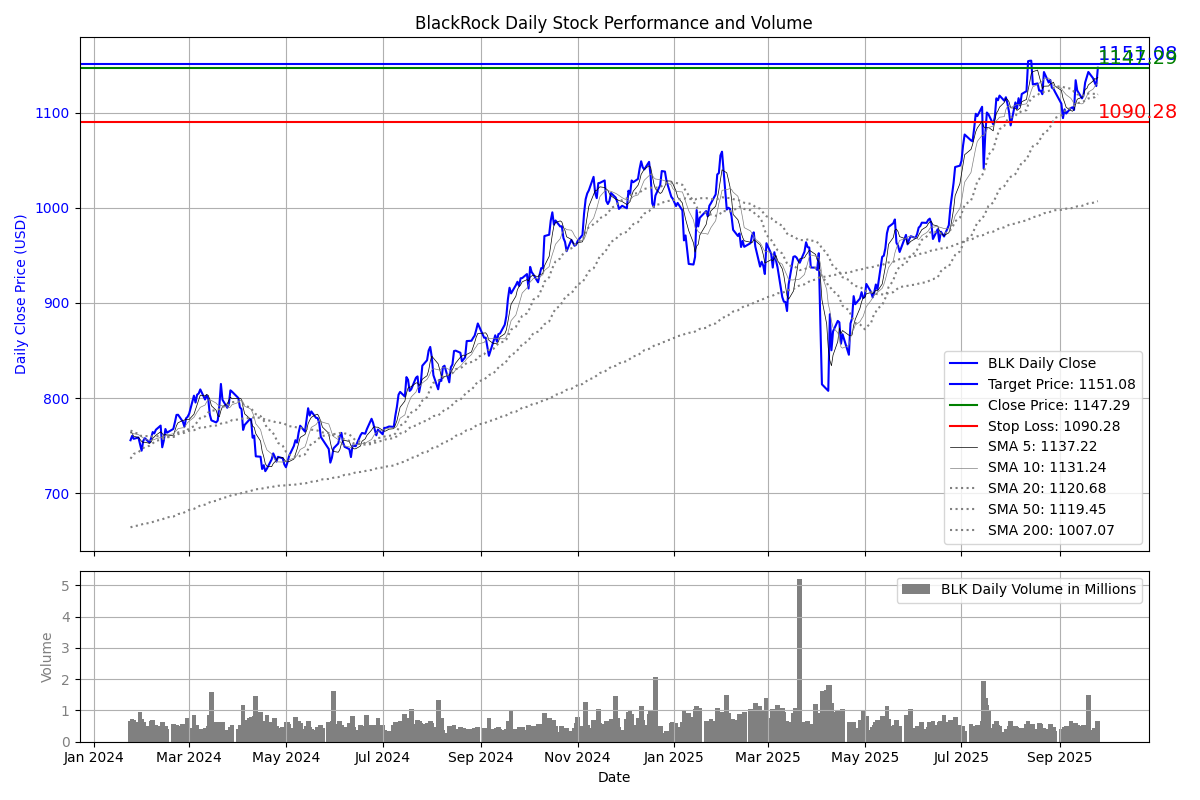 BlackRock Daily Stock Performance and Volume
1151.08
1147.29
1100
1090.28
1000
900
800
700
Daily Close Price (USD)
BLK Daily Close
Target Price: 1151.08
Close Price: 1147.29
Stop Loss: 1090.28
SMA 5: 1137.22
SMA 10: 1131.24
SMA 20: 1120.68
SMA 50: 1119.45
SMA 200: 1007.07
BLK Daily Volume in Millions
5
4
3
2
1
0
Volume
Jan 2024
Mar 2024
May 2024
Jul 2024
Sep 2024
Nov 2024
Jan 2025
Mar 2025
May 2025
Jul 2025
Sep 2025
Date